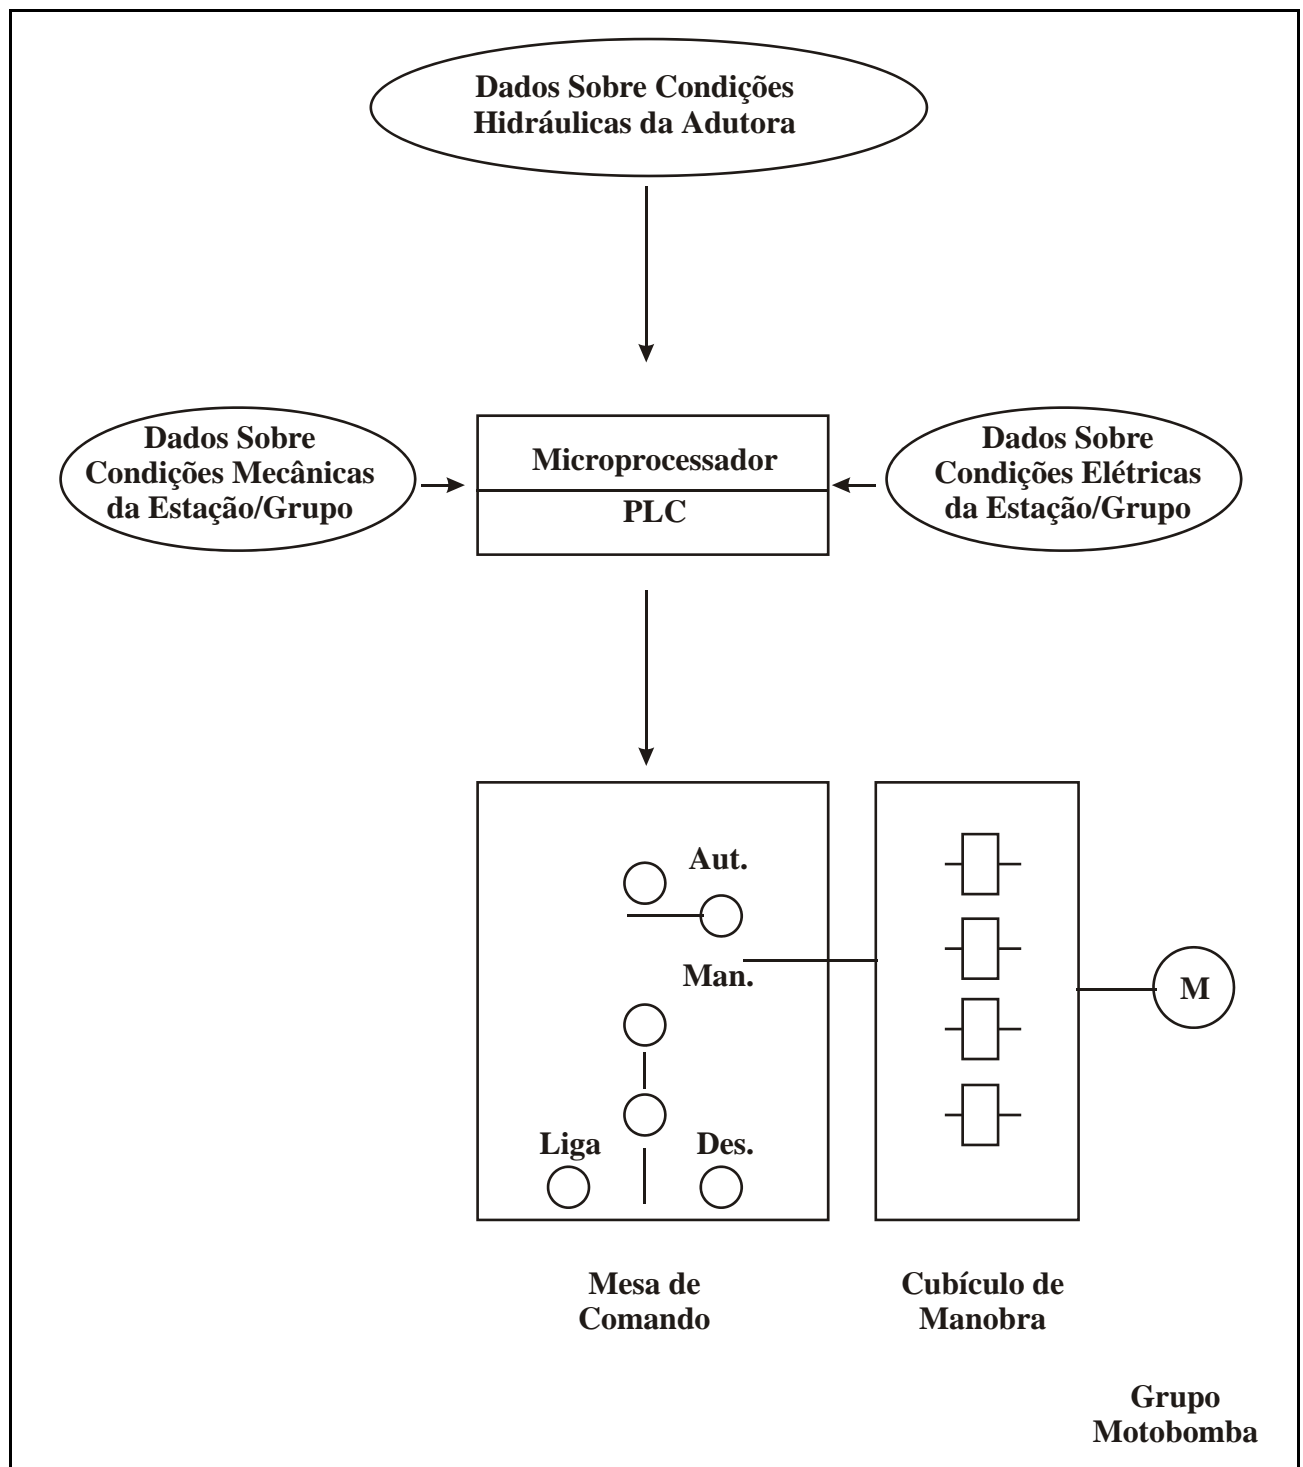 Dados Sobre Condições
Hidráulicas da Adutora
Dados Sobre
Condições Mecânicas
da Estação/Grupo
Microprocessador
PLC
Dados Sobre
Condições Elétricas
da Estação/Grupo
Aut.
Man.
Liga
Des.
M
Mesa de
Comando
Cubículo de
Manobra
Grupo
Motobomba